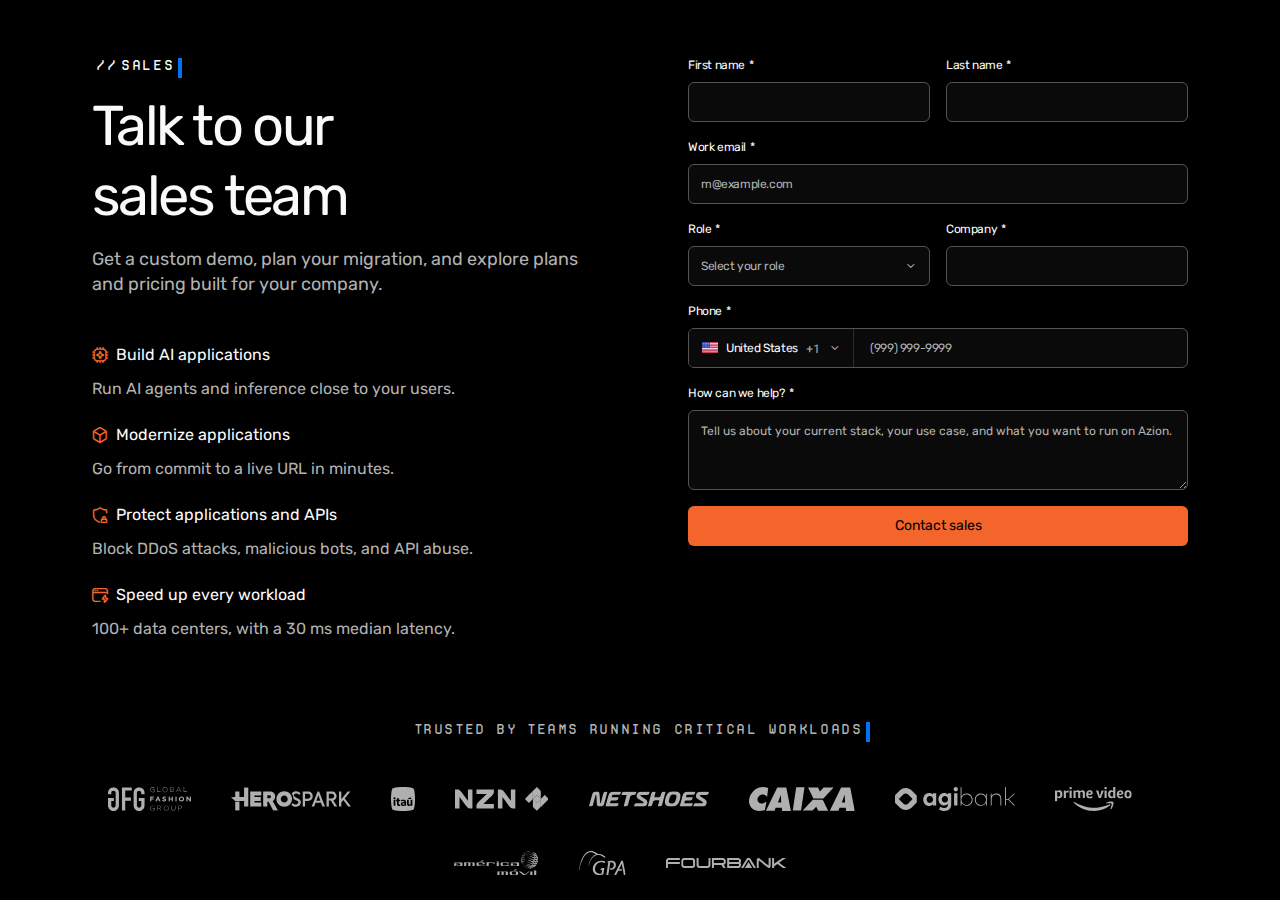 // SALES
Talk to our
sales team
Get a custom demo, plan your migration, and explore plans
and pricing built for your company.
Build AI applications
Run AI agents and inference close to your users.
Modernize applications
Go from commit to a live URL in minutes.
Protect applications and APIs
Block DDoS attacks, malicious bots, and API abuse.
Speed up every workload
100+ data centers, with a 30 ms median latency.
First name *
Last name *
Work email *
m@example.com
Role *
Company *
Select your role
Phone *
United States +1
(999) 999-9999
How can we help? *
Tell us about your current stack, your use case, and what you want to run on Azion.
Contact sales
TRUSTED BY TEAMS RUNNING CRITICAL WORKLOADS
GFG GLOBAL
FASHION
GROUP
HEROSPARK
itaú
NZN
NETSHOES
CAIXA
agibank
prime video
américa
móvil
GPA
FOURBANK